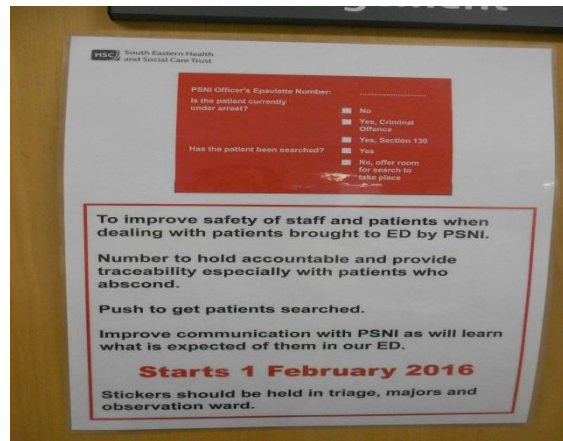 HSC South Eastern Health
and Social Care Trust
PSNI Officer's Epaulette Number: ........................
Is the patient currently
under arrest?
No
Yes, Criminal
Offence
Yes, Section 130
Has the patient been searched?
Yes
No, offer room
for search to
take place
To improve safety of staff and patients when
dealing with patients brought to ED by PSNI.
Number to hold accountable and provide
traceability especially with patients who
abscond.
Push to get patients searched.
Improve communication with PSNI as will learn
what is expected of them in our ED.
Starts 1 February 2016
Stickers should be held in triage, majors and
observation ward.